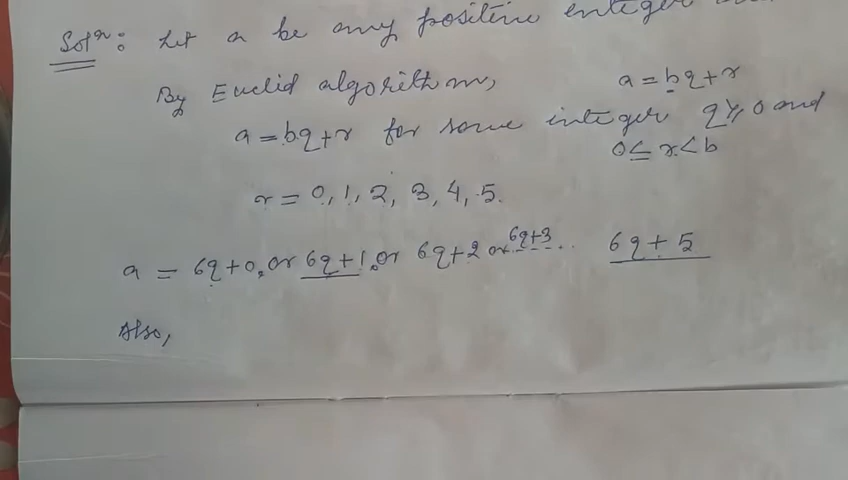 Solⁿ: Let a be any positive integer
By Euclid algorithm, a = bq + r
a = bq + r for some integer q ≥ 0 and
0 ≤ r < b
r = 0, 1, 2, 3, 4, 5.
a = 6q + 0, or 6q + 1, or 6q + 2 or 6q+3 ... 6q + 5
Also,